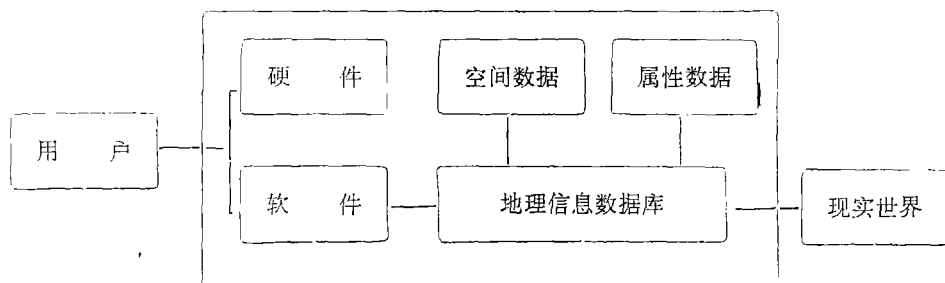 硬 件
空间数据
属性数据
用 户
软 件
地理信息数据库
现实世界